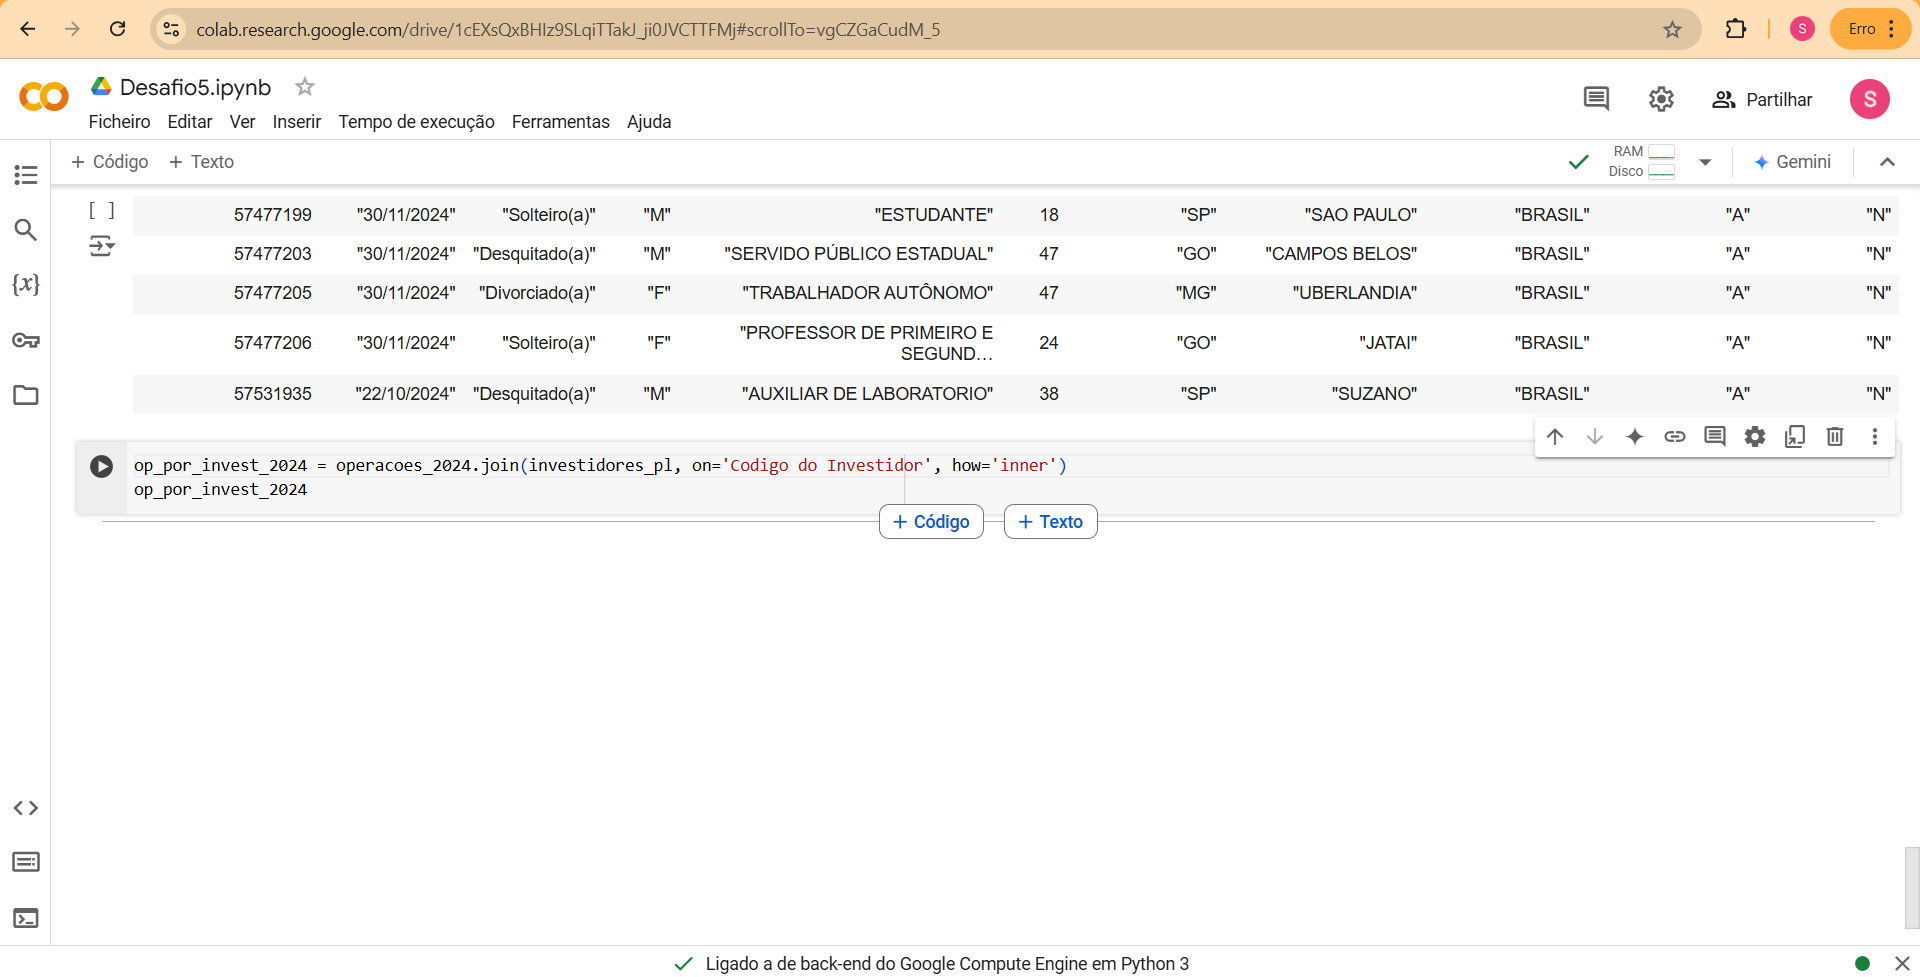 colab.research.google.com/drive/1cEXsQxBHIz9SLqiTTakJ_ji0JVCTTFMj#scrollTo=vgCZGaCudM_5
S
Erro
Desafio5.ipynb
Ficheiro Editar Ver Inserir Tempo de execução Ferramentas Ajuda
Partilhar
S
+ Código + Texto
RAM
Disco
Gemini
[ ] 57477199 "30/11/2024" "Solteiro(a)" "M" "ESTUDANTE" 18 "SP" "SAO PAULO" "BRASIL" "A" "N"
57477203 "30/11/2024" "Desquitado(a)" "M" "SERVIDO PÚBLICO ESTADUAL" 47 "GO" "CAMPOS BELOS" "BRASIL" "A" "N"
57477205 "30/11/2024" "Divorciado(a)" "F" "TRABALHADOR AUTÔNOMO" 47 "MG" "UBERLANDIA" "BRASIL" "A" "N"
57477206 "30/11/2024" "Solteiro(a)" "F" "PROFESSOR DE PRIMEIRO E SEGUND… 24 "GO" "JATAI" "BRASIL" "A" "N"
57531935 "22/10/2024" "Desquitado(a)" "M" "AUXILIAR DE LABORATORIO" 38 "SP" "SUZANO" "BRASIL" "A" "N"
op_por_invest_2024 = operacoes_2024.join(investidores_pl, on='Codigo do Investidor', how='inner')
op_por_invest_2024
+ Código + Texto
Ligado a de back-end do Google Compute Engine em Python 3